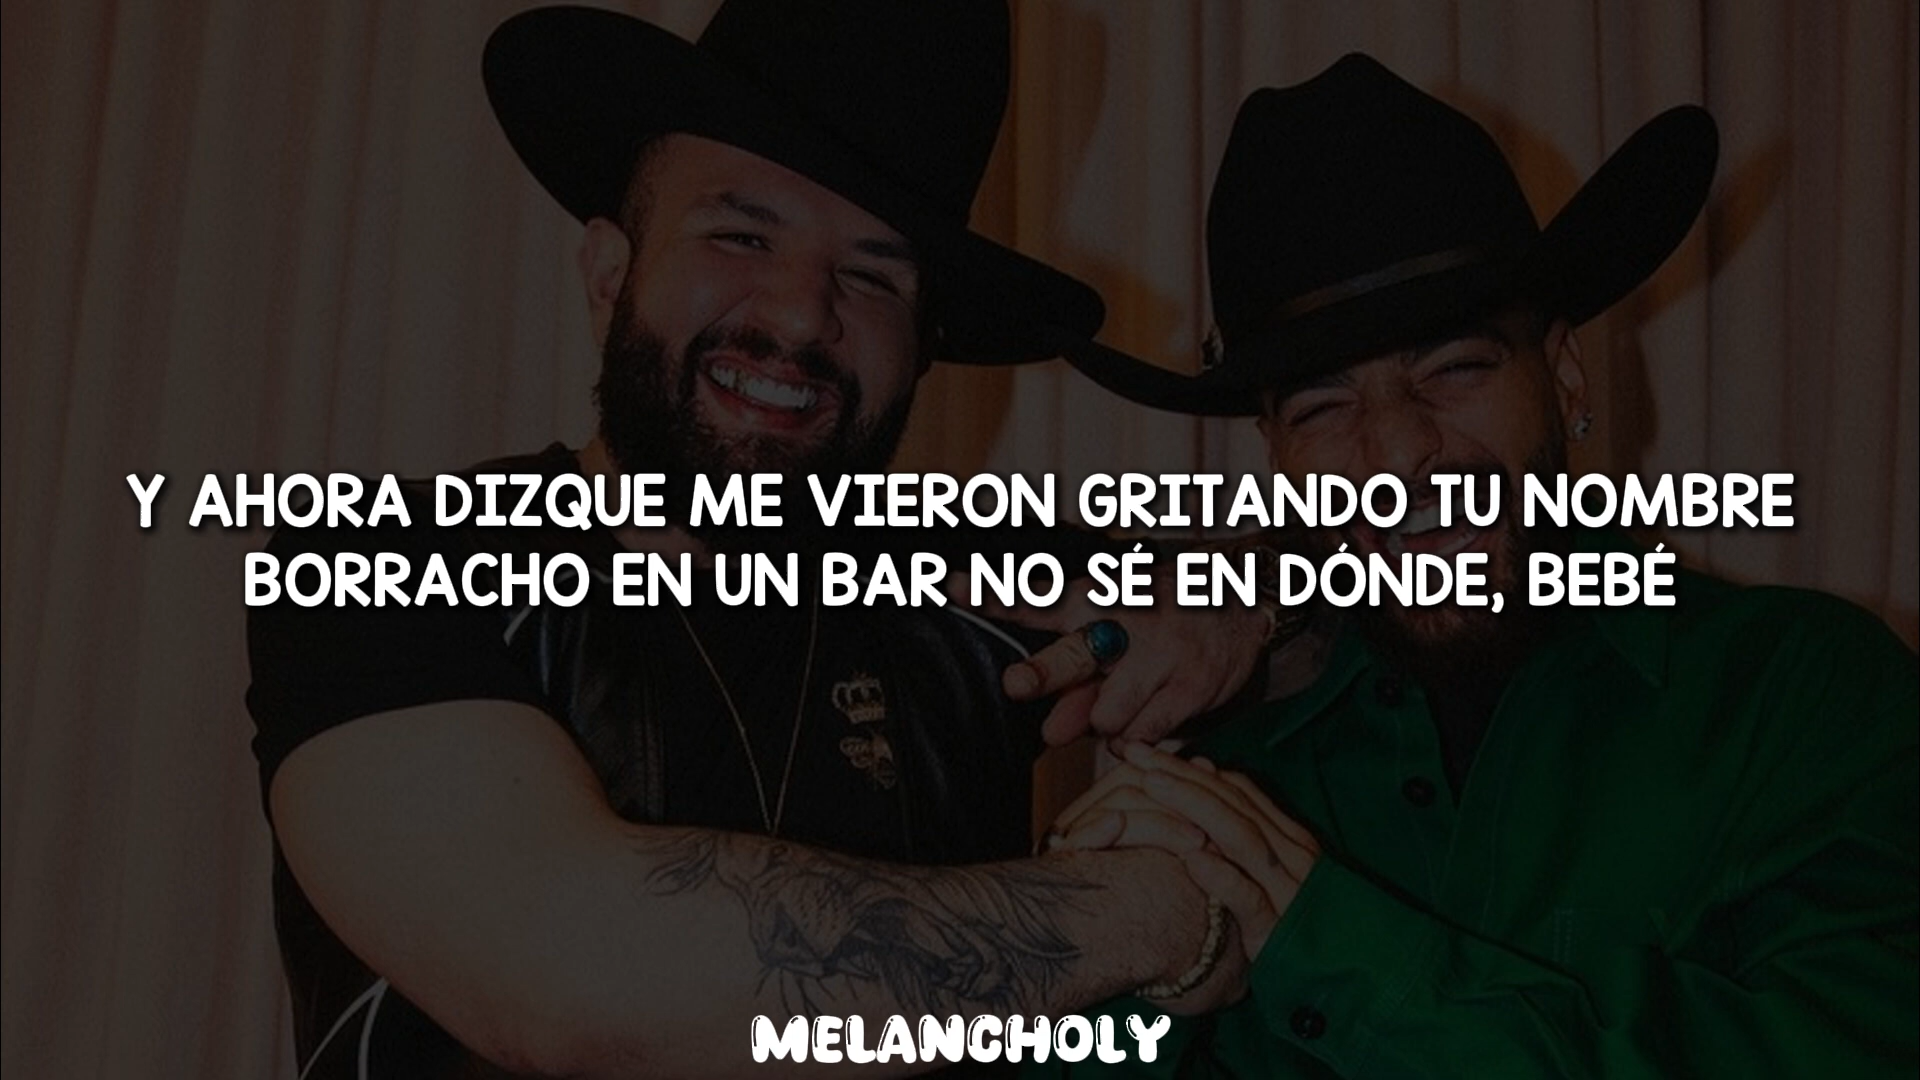 Y AHORA DIZQUE ME VIERON GRITANDO TU NOMBRE
BORRACHO EN UN BAR NO SÉ EN DÓNDE, BEBÉ
MELANCHOLY